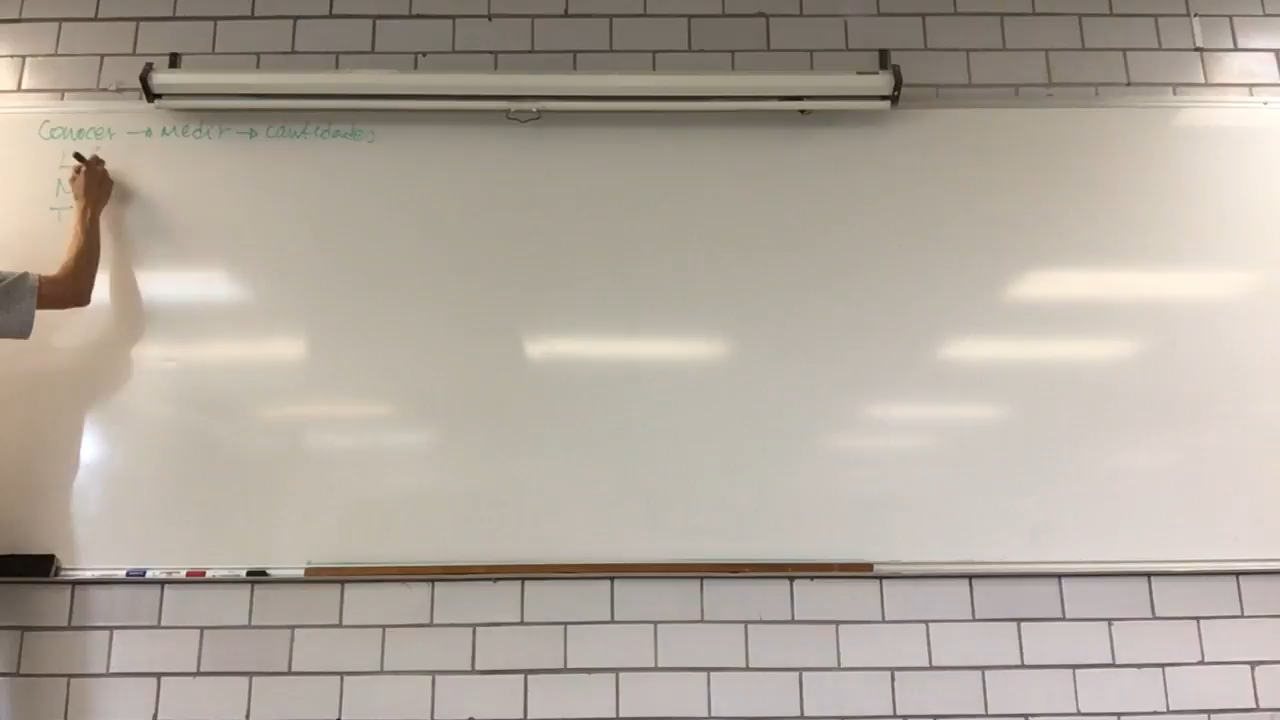 Conocer → medir → cantidades
L
M
T